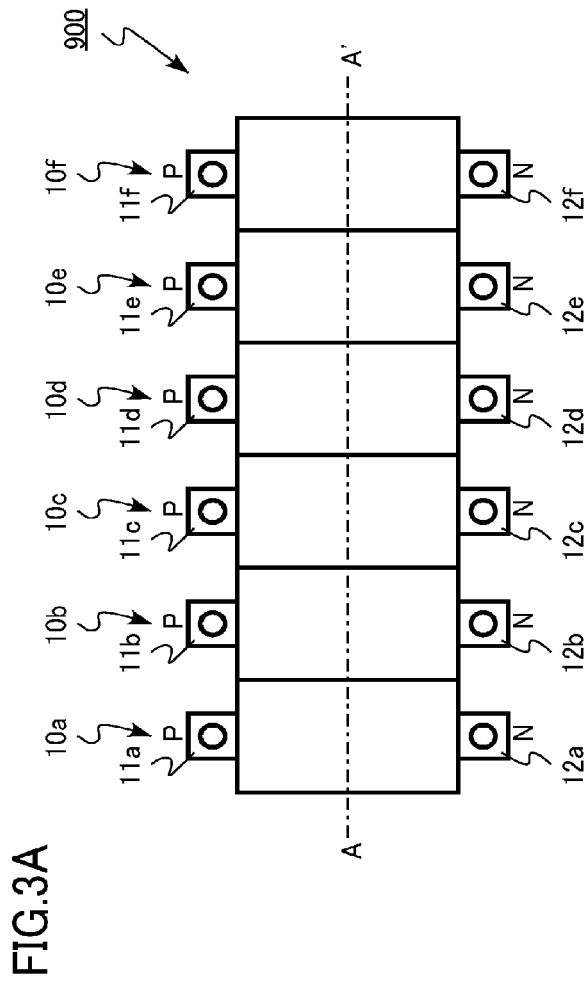 FIG.3A
900
10a 10b 10c 10d 10e 10f
P P P P P P
11a 11b 11c 11d 11e 11f
A A'
N N N N N N
12a 12b 12c 12d 12e 12f